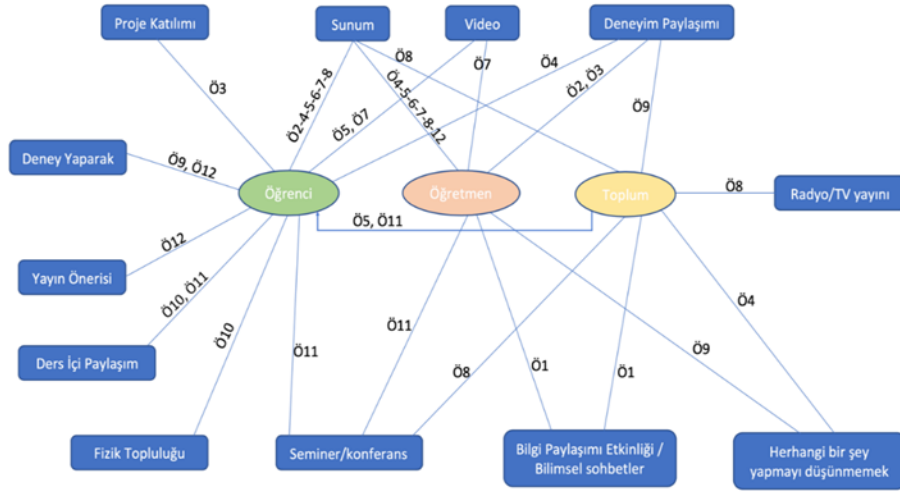 Proje Katılımı
Sunum
Video
Deneyim Paylaşımı
Ö3
Ö2-4-5-6-7-8
Ö5, Ö7
Ö4-5-6-7-8-12
Ö7
Ö8
Ö4
Ö2, Ö3
Ö9
Deney Yaparak
Ö9, Ö12
Öğrenci
Öğretmen
Toplum
Ö8
Radyo/TV yayını
Ö5, Ö11
Yayın Önerisi
Ö12
Ö10, Ö11
Ders İçi Paylaşım
Ö10
Ö11
Ö11
Ö8
Ö1
Ö1
Ö9
Ö4
Fizik Topluluğu
Seminer/konferans
Bilgi Paylaşımı Etkinliği /
Bilimsel sohbetler
Herhangi bir şey
yapmayı düşünmemek